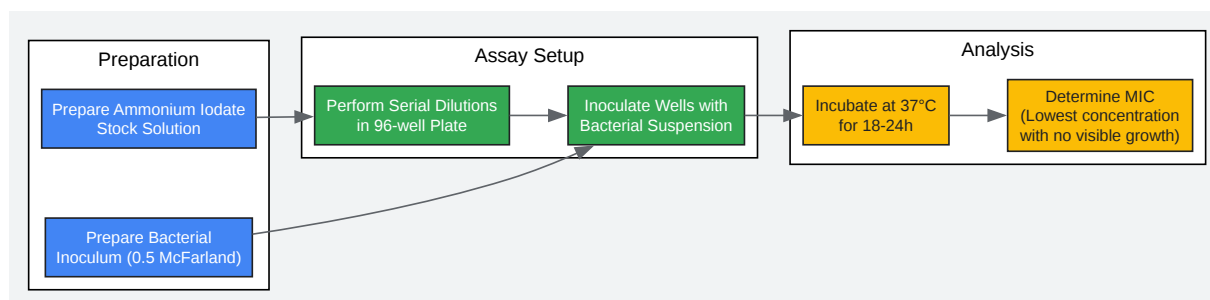 Preparation
Prepare Ammonium Iodate
Stock Solution
Prepare Bacterial
Inoculum (0.5 McFarland)
Assay Setup
Perform Serial Dilutions
in 96-well Plate
Inoculate Wells with
Bacterial Suspension
Analysis
Incubate at 37°C
for 18-24h
Determine MIC
(Lowest concentration
with no visible growth)